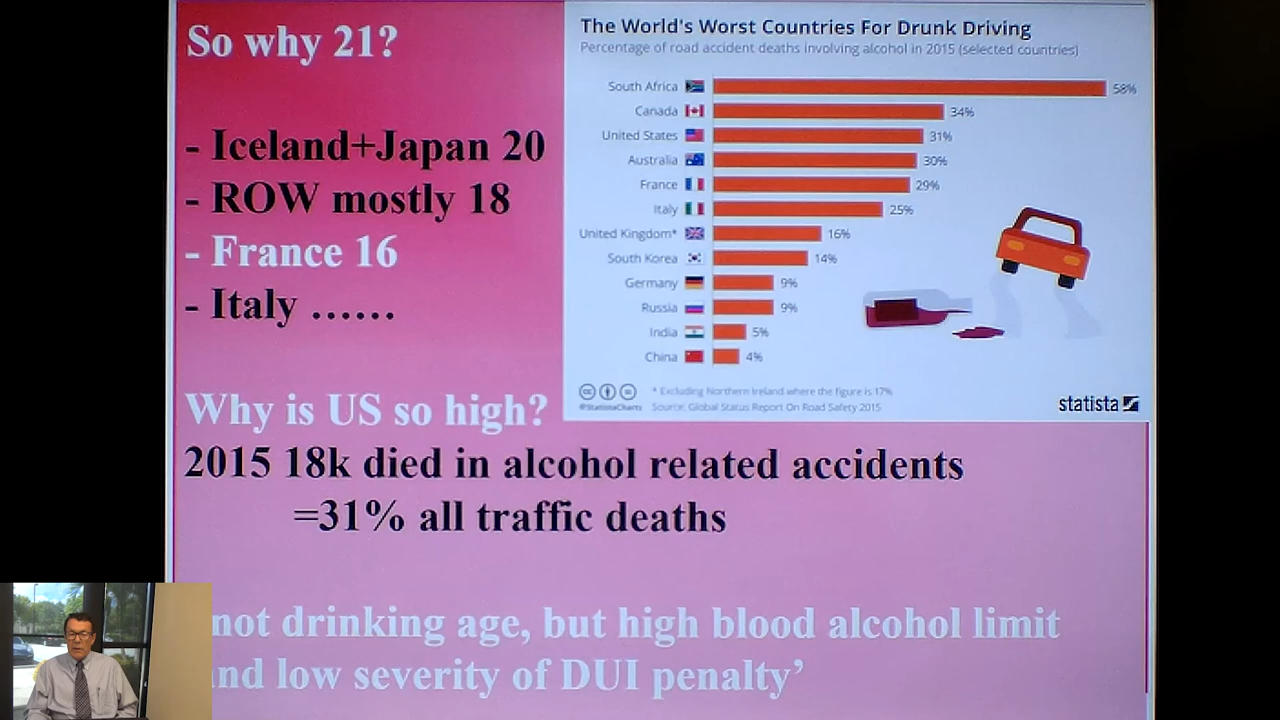 So why 21?
- Iceland+Japan 20
- ROW mostly 18
- France 16
- Italy ......
The World's Worst Countries For Drunk Driving
Percentage of road accident deaths involving alcohol in 2015 (selected countries)
South Africa 58%
Canada 34%
United States 31%
Australia 30%
France 29%
Italy 25%
United Kingdom* 16%
South Korea 14%
Germany 9%
Russia 9%
India 5%
China 4%
@StatistaCharts
* Excluding Northern Ireland where the figure is 17%
Source: Global Status Report On Road Safety 2015
statista
Why is US so high?
2015 18k died in alcohol related accidents
=31% all traffic deaths
not drinking age, but high blood alcohol limit
low severity of DUI penalty’